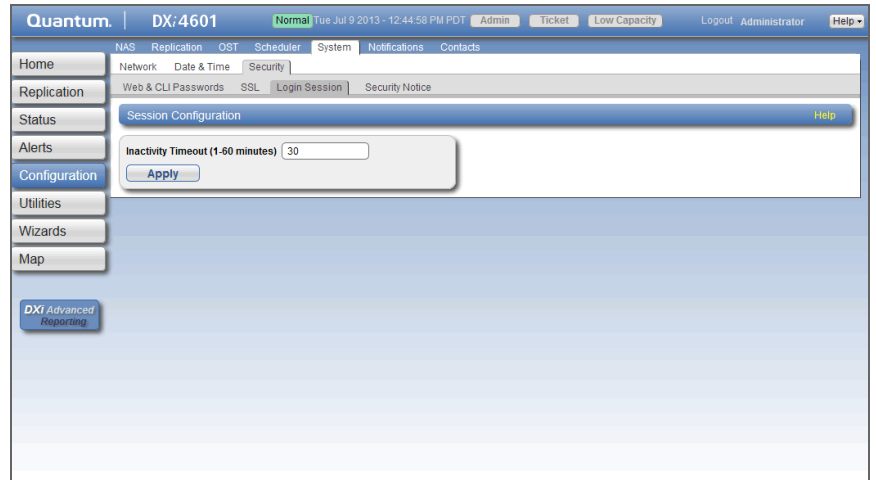 Quantum. DXi4601 Normal Tue Jul 9 2013 - 12:44:58 PM PDT Admin Ticket Low Capacity Logout Administrator Help
NAS Replication OST Scheduler System Notifications Contacts
Network Date & Time Security
Web & CLI Passwords SSL Login Session Security Notice
Home
Replication
Status
Alerts
Configuration
Utilities
Wizards
Map
DXi Advanced
Reporting
Session Configuration Help
Inactivity Timeout (1-60 minutes) 30
Apply